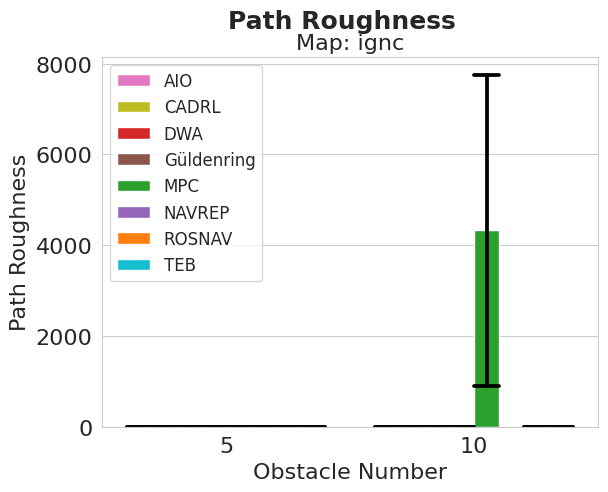 Path Roughness
Map: ignc
8000
6000
4000
2000
0
Path Roughness
AIO
CADRL
DWA
Güldenring
MPC
NAVREP
ROSNAV
TEB
5
10
Obstacle Number